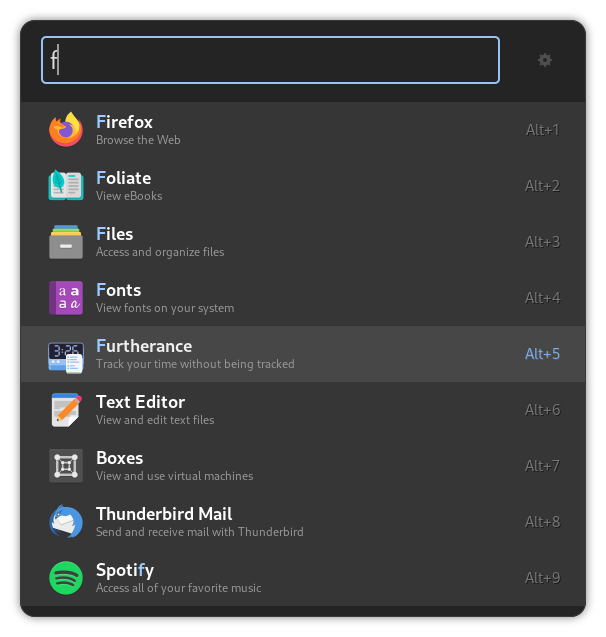 f
Firefox
Browse the Web
Alt+1
Foliate
View eBooks
Alt+2
Files
Access and organize files
Alt+3
a a
a a
Fonts
View fonts on your system
Alt+4
3:26
Furtherance
Track your time without being tracked
Alt+5
Text Editor
View and edit text files
Alt+6
Boxes
View and use virtual machines
Alt+7
Thunderbird Mail
Send and receive mail with Thunderbird
Alt+8
Spotify
Access all of your favorite music
Alt+9